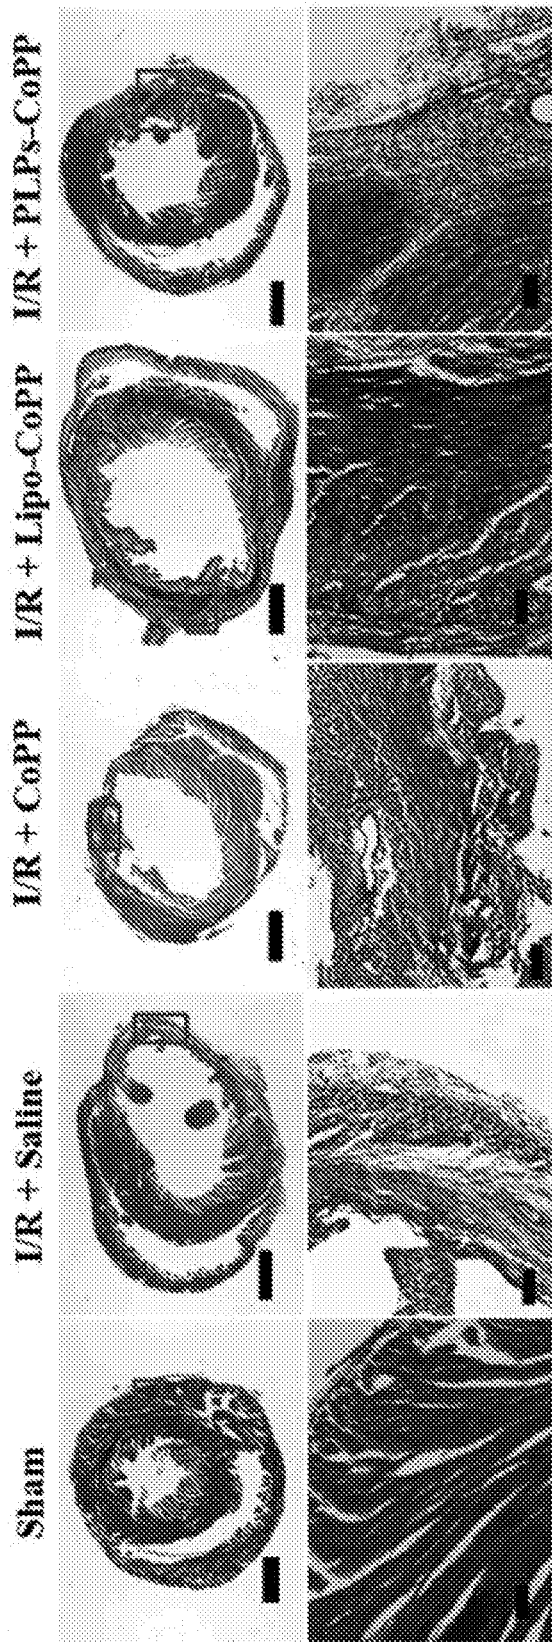 Sham
I/R + Saline
I/R + CoPP
I/R + Lipo-CoPP
I/R + PLPs-CoPP